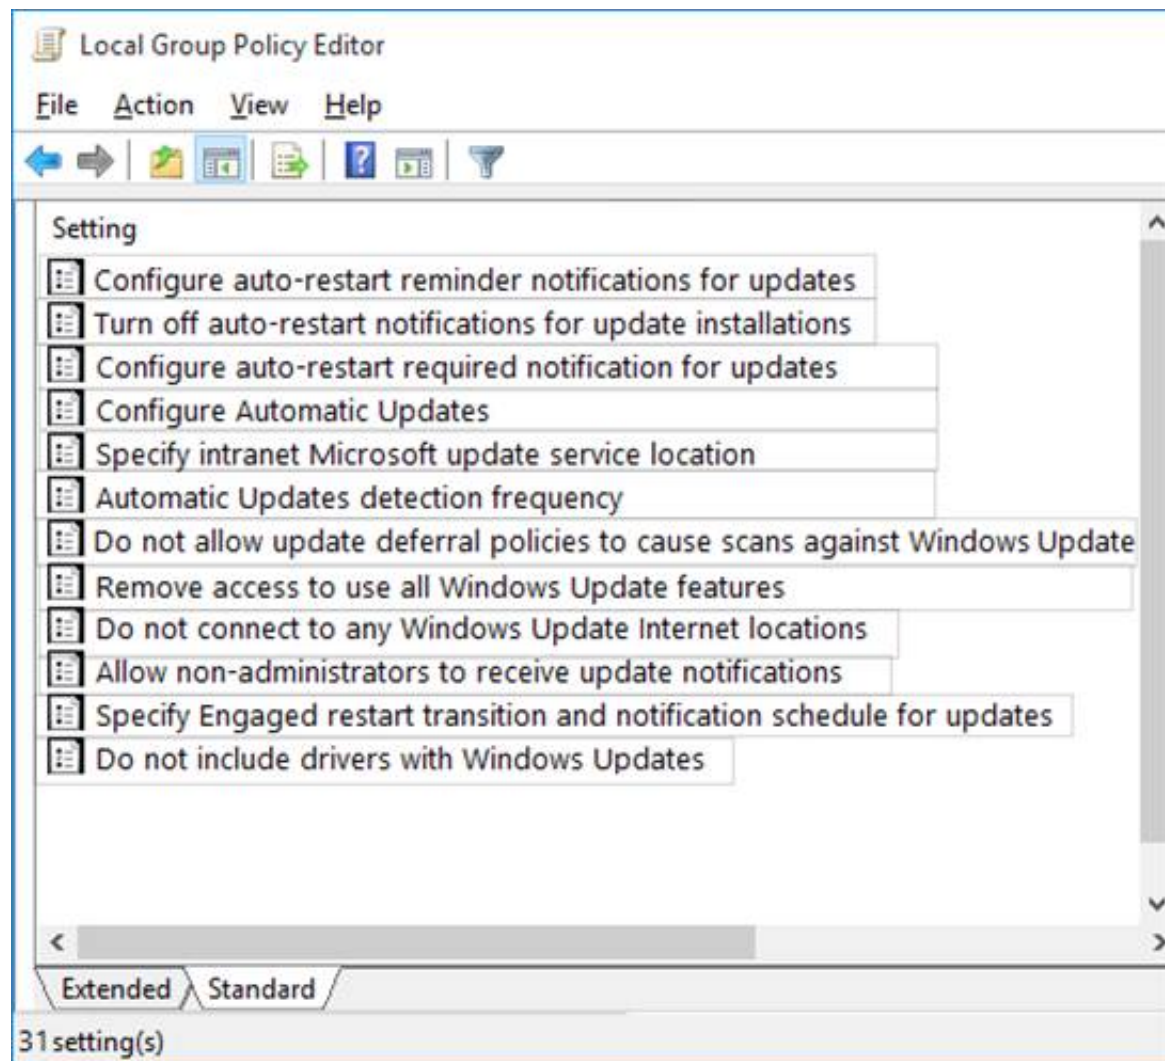 Local Group Policy Editor
File Action View Help
Setting
Configure auto-restart reminder notifications for updates
Turn off auto-restart notifications for update installations
Configure auto-restart required notification for updates
Configure Automatic Updates
Specify intranet Microsoft update service location
Automatic Updates detection frequency
Do not allow update deferral policies to cause scans against Windows Update
Remove access to use all Windows Update features
Do not connect to any Windows Update Internet locations
Allow non-administrators to receive update notifications
Specify Engaged restart transition and notification schedule for updates
Do not include drivers with Windows Updates
Extended Standard
31 setting(s)